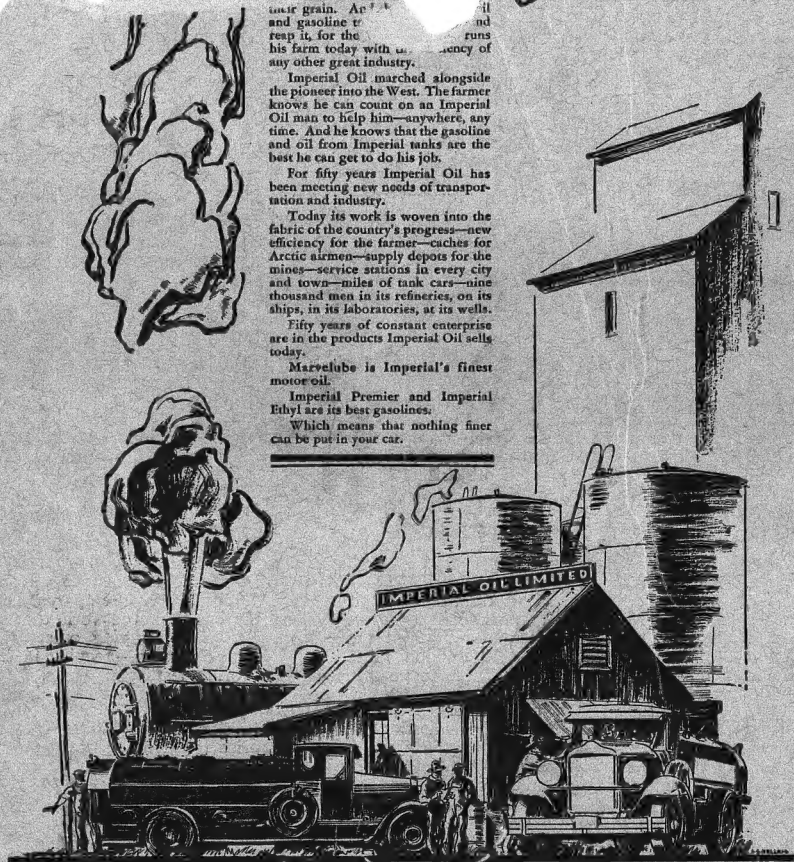 their grain. And
and gasoline
reap it, for the runs
his farm today with
any other great industry.
Imperial Oil marched alongside
the pioneer into the West. The farmer
knows he can count on an Imperial
Oil man to help him—anywhere, any
time. And he knows that the gasoline
and oil from Imperial tanks are the
best he can get to do his job.
For fifty years Imperial Oil has
been meeting new needs of transpor-
tation and industry.
Today its work is woven into the
fabric of the country's progress—new
efficiency for the farmer—caches for
Arctic airmen—supply depots for the
mines—service stations in every city
and town—miles of tank cars—nine
thousand men in its refineries, on its
ships, in its laboratories, at its wells.
Fifty years of constant enterprise
are in the products Imperial Oil sells
today.
Marvelube is Imperial's finest
motor oil.
Imperial Premier and Imperial
Ethyl are its best gasolines.
Which means that nothing finer
can be put in your car.
IMPERIAL OIL LIMITED